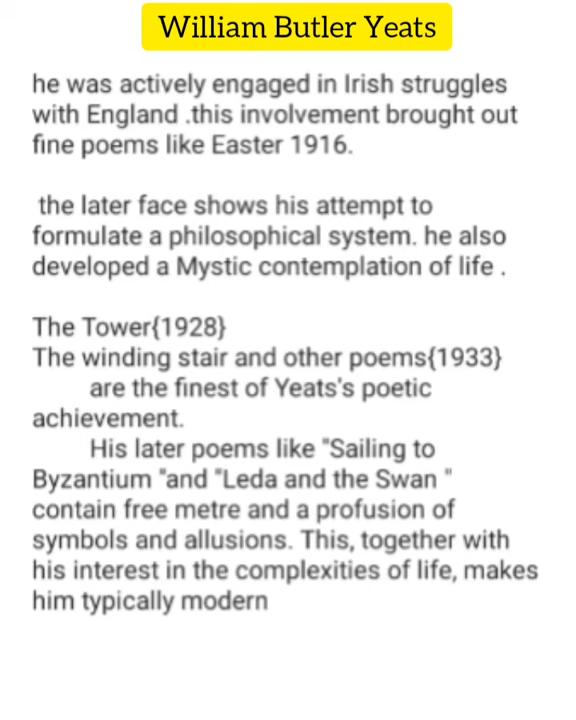 William Butler Yeats
he was actively engaged in Irish struggles
with England .this involvement brought out
fine poems like Easter 1916.
the later face shows his attempt to
formulate a philosophical system. he also
developed a Mystic contemplation of life .
The Tower{1928}
The winding stair and other poems{1933}
are the finest of Yeats's poetic
achievement.
His later poems like "Sailing to
Byzantium "and "Leda and the Swan "
contain free metre and a profusion of
symbols and allusions. This, together with
his interest in the complexities of life, makes
him typically modern